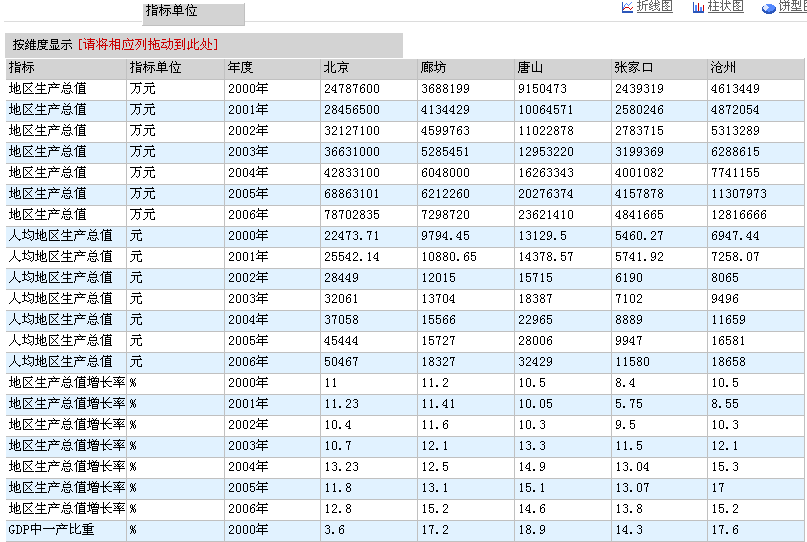 指标单位 折线图 柱状图 饼型图
按维度显示 [请将相应列拖动到此处]
指标 指标单位 年度 北京 廊坊 唐山 张家口 沧州
地区生产总值 万元 2000年 24787600 3688199 9150473 2439319 4613449
地区生产总值 万元 2001年 28456500 4134429 10064571 2580246 4872054
地区生产总值 万元 2002年 32127100 4599763 11022878 2783715 5313289
地区生产总值 万元 2003年 36631000 5285451 12953220 3199369 6288615
地区生产总值 万元 2004年 42833100 6048000 16263343 4001082 7741155
地区生产总值 万元 2005年 68863101 6212260 20276374 4157878 11307973
地区生产总值 万元 2006年 78702835 7298720 23621410 4841665 12816666
人均地区生产总值 元 2000年 22473.71 9794.45 13129.5 5460.27 6947.44
人均地区生产总值 元 2001年 25542.14 10880.65 14378.57 5741.92 7258.07
人均地区生产总值 元 2002年 28449 12015 15715 6190 8065
人均地区生产总值 元 2003年 32061 13704 18387 7102 9496
人均地区生产总值 元 2004年 37058 15566 22965 8889 11659
人均地区生产总值 元 2005年 45444 15727 28006 9947 16581
人均地区生产总值 元 2006年 50467 18327 32429 11580 18658
地区生产总值增长率 % 2000年 11 11.2 10.5 8.4 10.5
地区生产总值增长率 % 2001年 11.23 11.41 10.05 5.75 8.55
地区生产总值增长率 % 2002年 10.4 11.6 10.3 9.5 10.3
地区生产总值增长率 % 2003年 10.7 12.1 13.3 11.5 12.1
地区生产总值增长率 % 2004年 13.23 12.5 14.9 13.04 15.3
地区生产总值增长率 % 2005年 11.8 13.1 15.1 13.07 17
地区生产总值增长率 % 2006年 12.8 15.2 14.6 13.8 15.2
GDP中一产比重 % 2000年 3.6 17.2 18.9 14.3 17.6